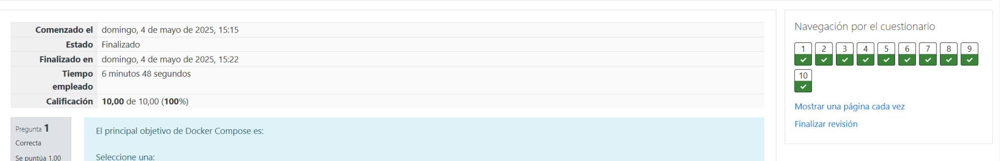 Comenzado el domingo, 4 de mayo de 2025, 15:15
Estado Finalizado
Finalizado en domingo, 4 de mayo de 2025, 15:22
Tiempo empleado 6 minutos 48 segundos
Calificación 10,00 de 10,00 (100%)
Pregunta 1
Correcta
Se puntúa 1,00
El principal objetivo de Docker Compose es:
Seleccione una:
Navegación por el cuestionario
1 2 3 4 5 6 7 8 9
10
Mostrar una página cada vez
Finalizar revisión